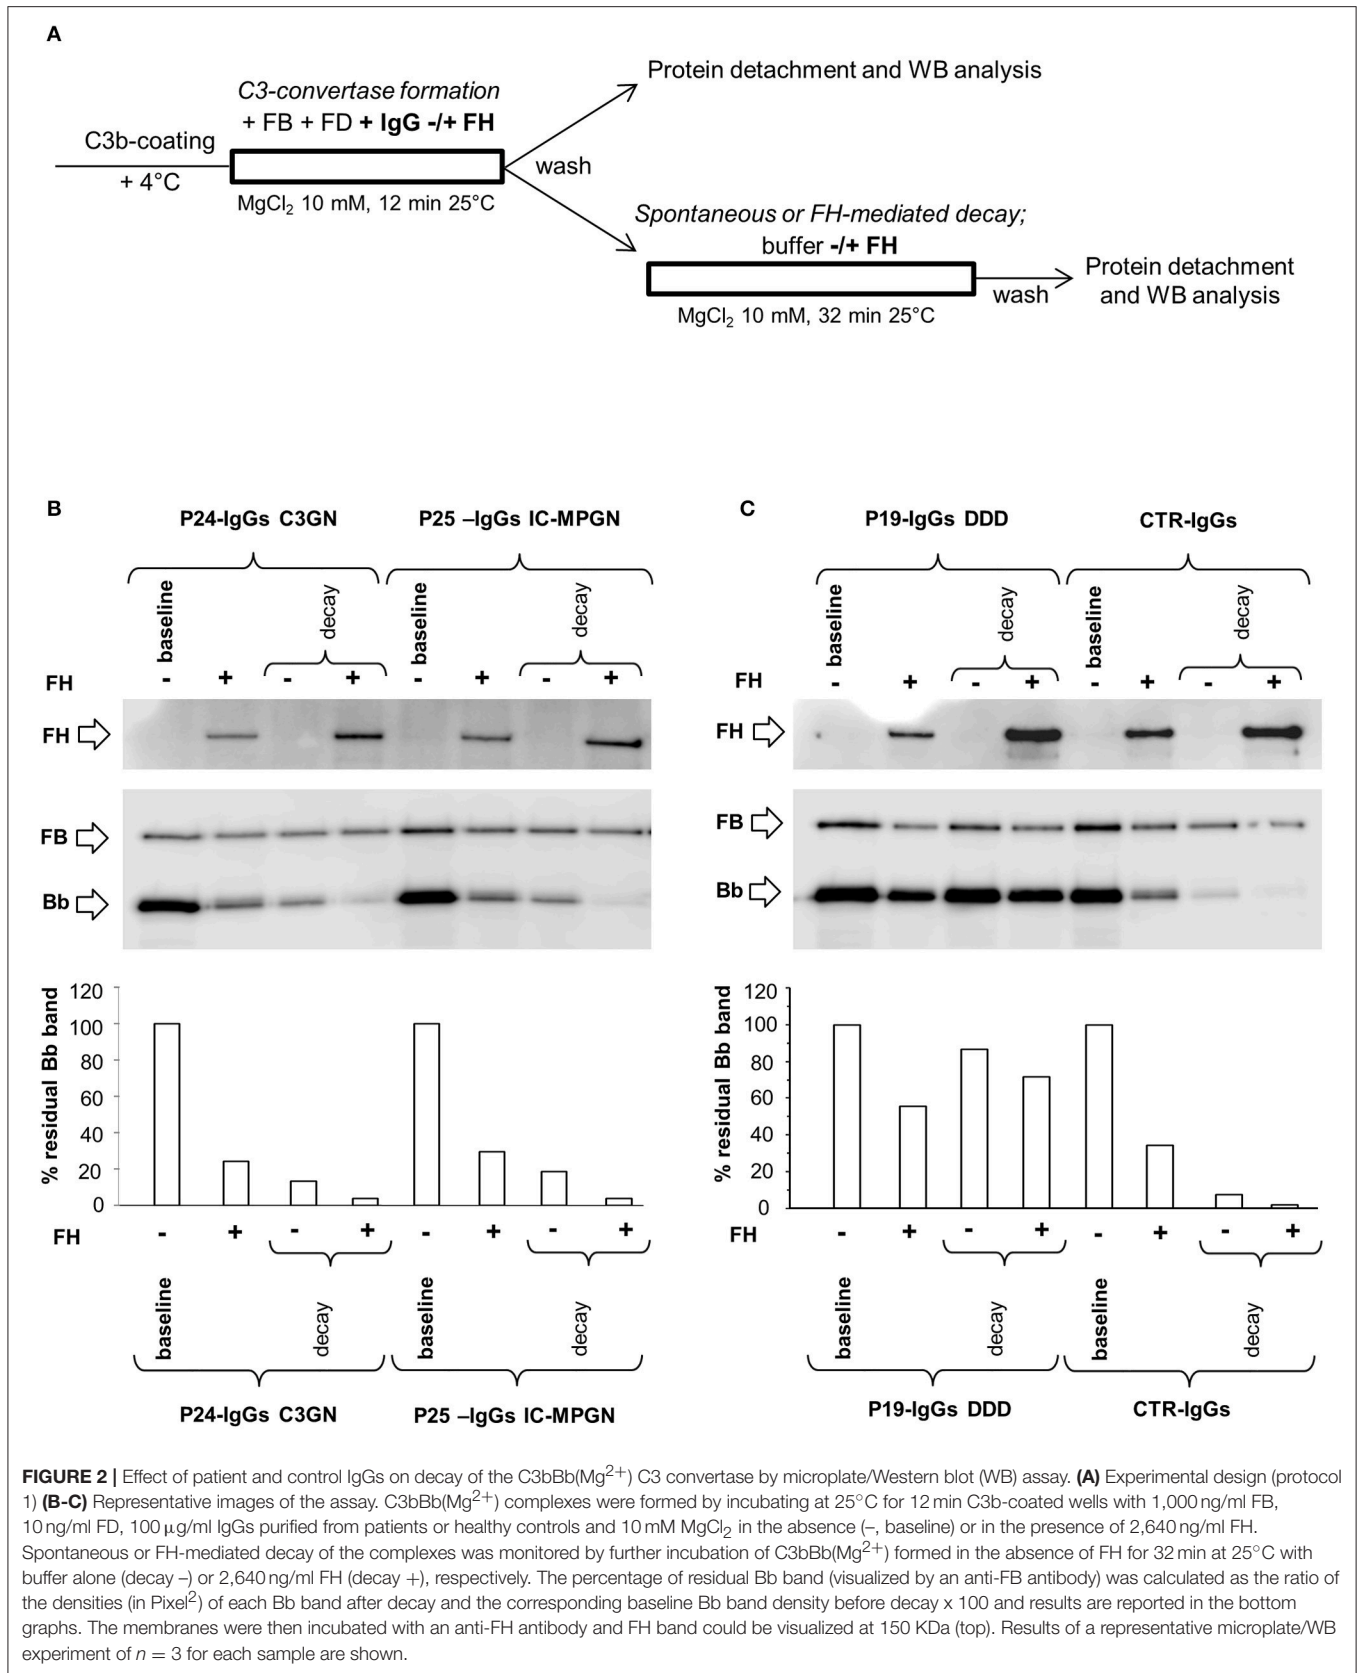 A
C3b-coating
+ 4°C
C3-convertase formation
+ FB + FD + IgG -/+ FH
MgCl2 10 mM, 12 min 25°C
wash
Protein detachment and WB analysis
Spontaneous or FH-mediated decay;
buffer -/+ FH
MgCl2 10 mM, 32 min 25°C
wash
Protein detachment
and WB analysis
B
P24-IgGs C3GN P25 –IgGs IC-MPGN
baseline decay baseline decay
FH - + - + - + - +
FH
FB
Bb
% residual Bb band
120
100
80
60
40
20
0
FH - + - + - + - +
baseline decay baseline decay
P24-IgGs C3GN P25 –IgGs IC-MPGN
C
P19-IgGs DDD CTR-IgGs
baseline decay baseline decay
FH - + - + - + - +
FH
FB
Bb
% residual Bb band
120
100
80
60
40
20
0
FH - + - + - + - +
baseline decay baseline decay
P19-IgGs DDD CTR-IgGs
FIGURE 2 | Effect of patient and control IgGs on decay of the C3bBb(Mg2+) C3 convertase by microplate/Western blot (WB) assay. (A) Experimental design (protocol
1) (B-C) Representative images of the assay. C3bBb(Mg2+) complexes were formed by incubating at 25°C for 12 min C3b-coated wells with 1,000 ng/ml FB,
10 ng/ml FD, 100 µg/ml IgGs purified from patients or healthy controls and 10 mM MgCl2 in the absence (–, baseline) or in the presence of 2,640 ng/ml FH.
Spontaneous or FH-mediated decay of the complexes was monitored by further incubation of C3bBb(Mg2+) formed in the absence of FH for 32 min at 25°C with
buffer alone (decay –) or 2,640 ng/ml FH (decay +), respectively. The percentage of residual Bb band (visualized by an anti-FB antibody) was calculated as the ratio of
the densities (in Pixel2) of each Bb band after decay and the corresponding baseline Bb band density before decay x 100 and results are reported in the bottom
graphs. The membranes were then incubated with an anti-FH antibody and FH band could be visualized at 150 KDa (top). Results of a representative microplate/WB
experiment of n = 3 for each sample are shown.